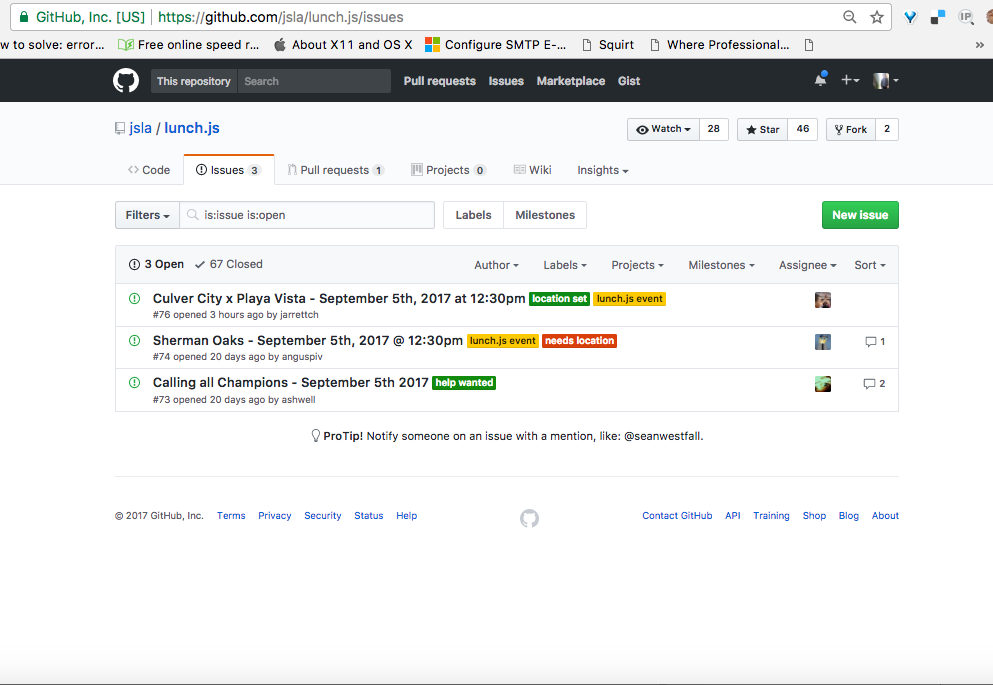 GitHub, Inc. [US] https://github.com/jsla/lunch.js/issues
w to solve: error... Free online speed r... About X11 and OS X Configure SMTP E-... Squirt Where Professional... »
This repository Search Pull requests Issues Marketplace Gist
jsla / lunch.js Watch 28 Star 46 Fork 2
Code Issues 3 Pull requests 1 Projects 0 Wiki Insights
Filters is:issue is:open Labels Milestones New issue
3 Open 67 Closed Author Labels Projects Milestones Assignee Sort
Culver City x Playa Vista - September 5th, 2017 at 12:30pm location set lunch.js event
#76 opened 3 hours ago by jarrettch
Sherman Oaks - September 5th, 2017 @ 12:30pm lunch.js event needs location 1
#74 opened 20 days ago by anguspiv
Calling all Champions - September 5th 2017 help wanted 2
#73 opened 20 days ago by ashwell
ProTip! Notify someone on an issue with a mention, like: @seanwestfall.
© 2017 GitHub, Inc. Terms Privacy Security Status Help Contact GitHub API Training Shop Blog About